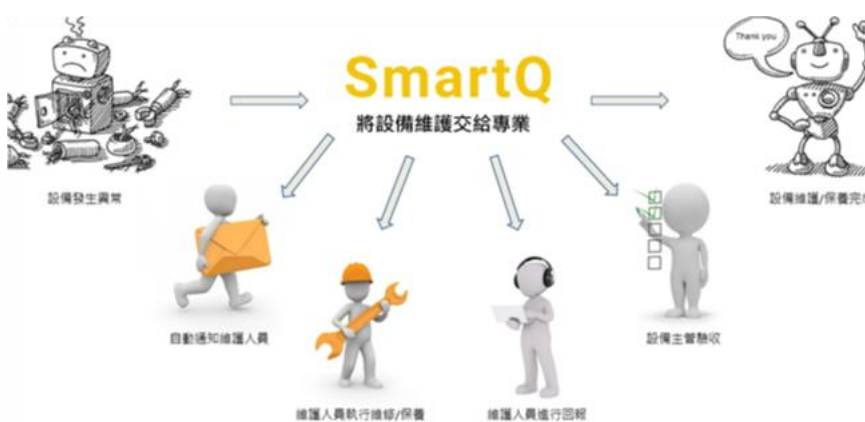 Thank you
SmartQ
將設備維護交給專業
設備發生異常
設備維護/保養完成
自動通知維護人員
設備主管驗收
維護人員執行維修/保養
維護人員進行回報